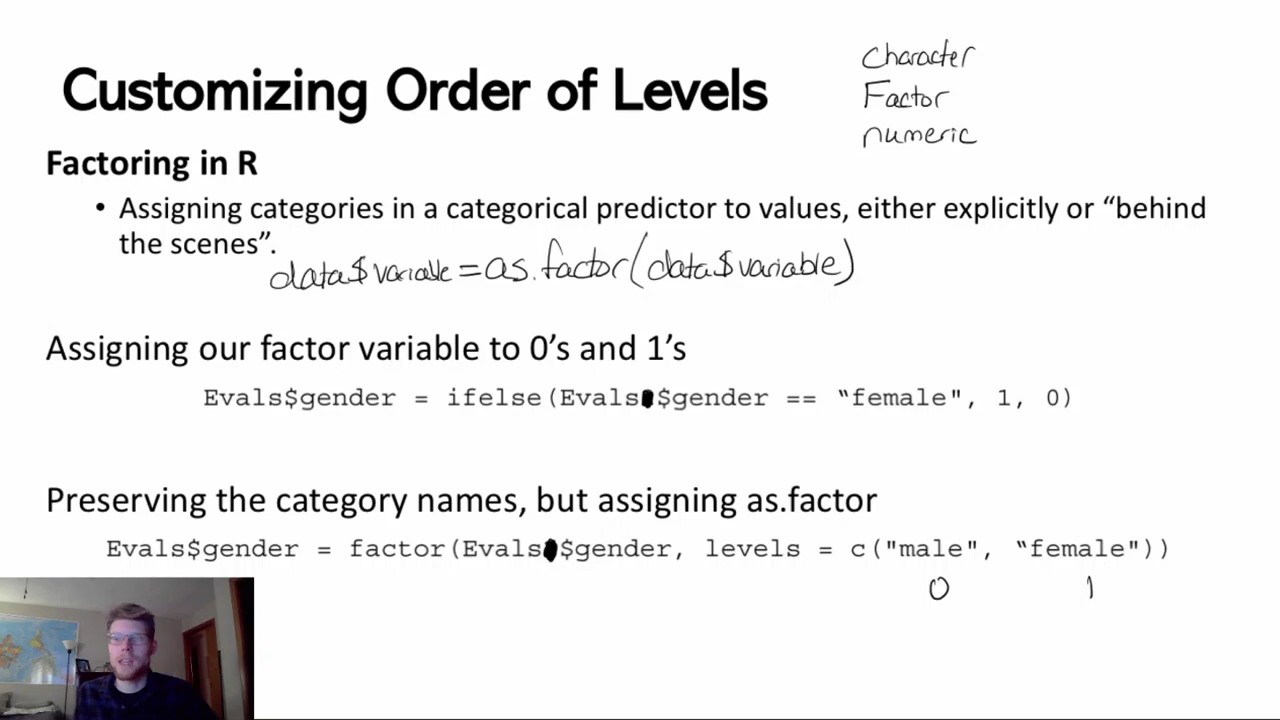 Customizing Order of Levels
character
Factor
numeric
Factoring in R
• Assigning categories in a categorical predictor to values, either explicitly or “behind
the scenes”.
data$variable=as.factor(data$variable)
Assigning our factor variable to 0’s and 1’s
Evals$gender = ifelse(Evals$gender == “female", 1, 0)
Preserving the category names, but assigning as.factor
Evals$gender = factor(Evals$gender, levels = c("male", “female"))
0 1